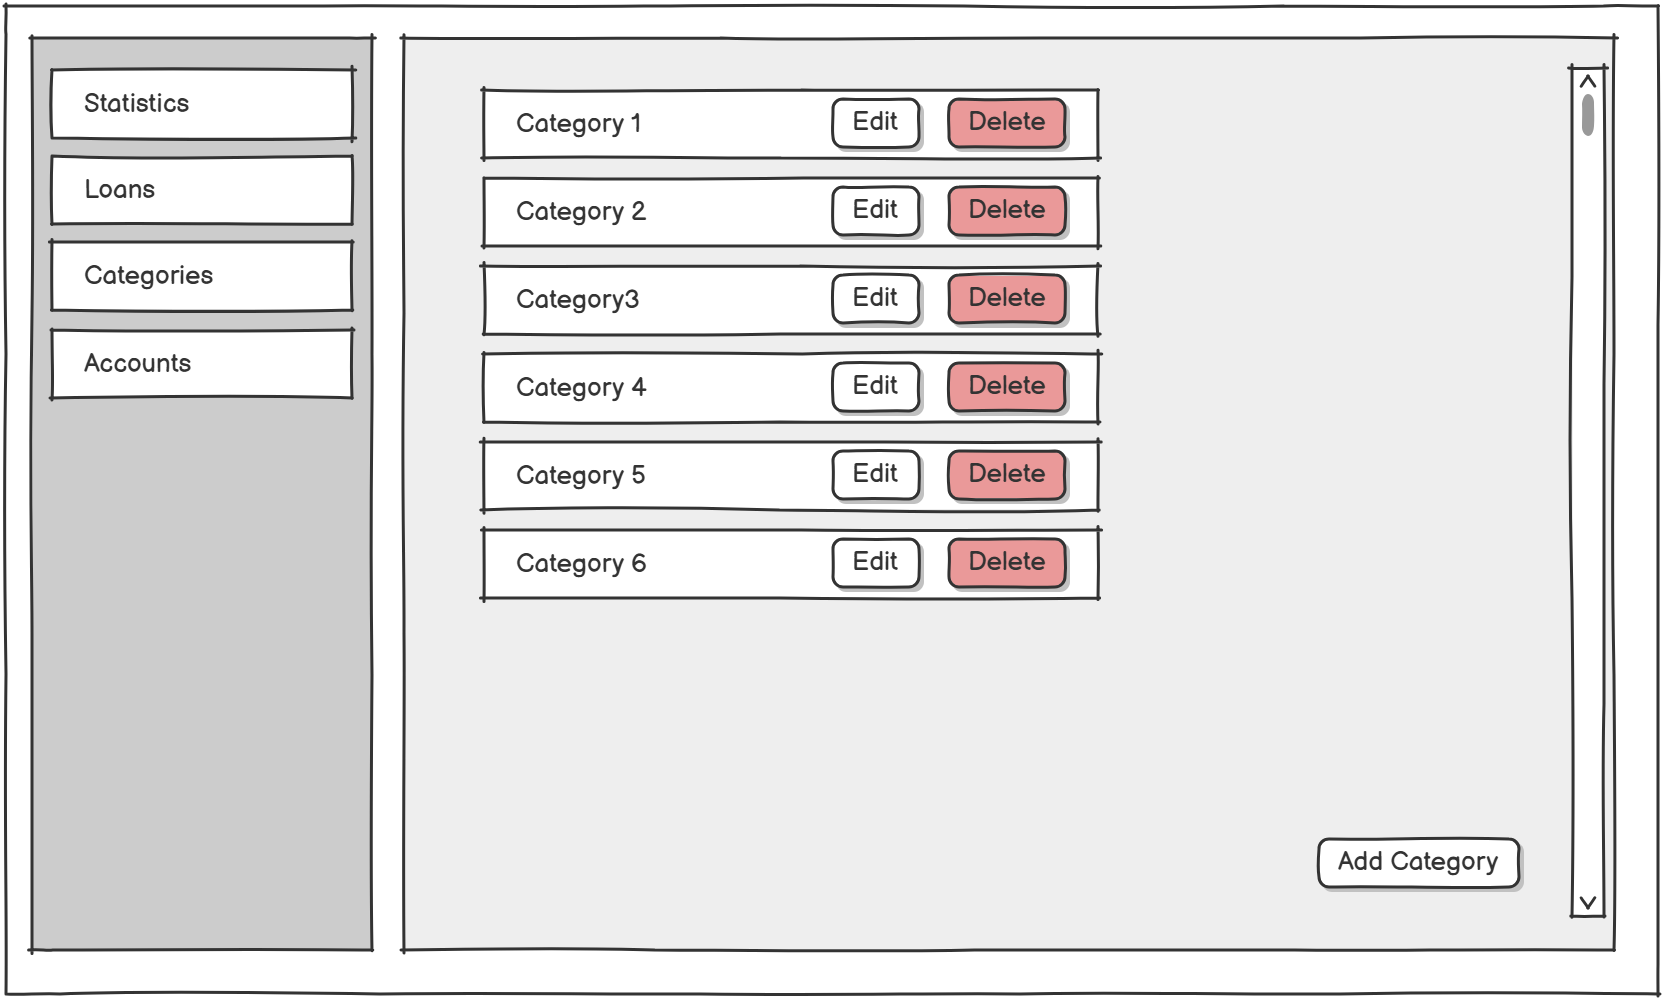 Statistics
Loans
Categories
Accounts
Category 1 Edit Delete
Category 2 Edit Delete
Category3 Edit Delete
Category 4 Edit Delete
Category 5 Edit Delete
Category 6 Edit Delete
Add Category